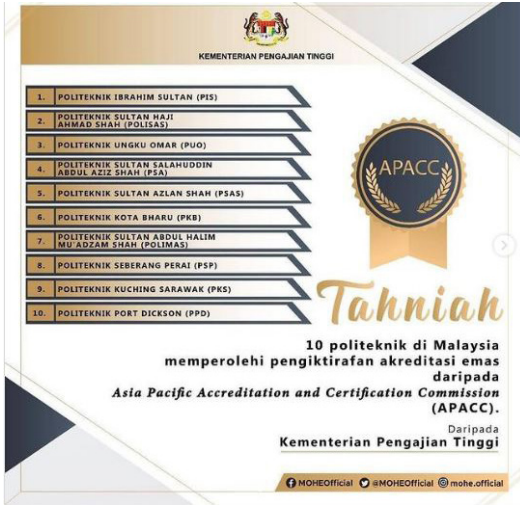 KEMENTERIAN PENGAJIAN TINGGI
1. POLITEKNIK IBRAHIM SULTAN (PIS)
2. POLITEKNIK SULTAN HAJI
AHMAD SHAH (POLISAS)
3. POLITEKNIK UNGKU OMAR (PUO)
4. POLITEKNIK SULTAN SALAHUDDIN
ABDUL AZIZ SHAH (PSA)
5. POLITEKNIK SULTAN AZLAN SHAH (PSAS)
6. POLITEKNIK KOTA BHARU (PKB)
7. POLITEKNIK SULTAN ABDUL HALIM
MU'ADZAM SHAH (POLIMAS)
8. POLITEKNIK SEBERANG PERAI (PSP)
9. POLITEKNIK KUCHING SARAWAK (PKS)
10. POLITEKNIK PORT DICKSON (PPD)
APACC
Tahniah
10 politeknik di Malaysia
memperolehi pengiktirafan akreditasi emas
daripada
Asia Pacific Accreditation and Certification Commission
(APACC).
Daripada
Kementerian Pengajian Tinggi
MOHEOfficial @MOHEOfficial mohe.official